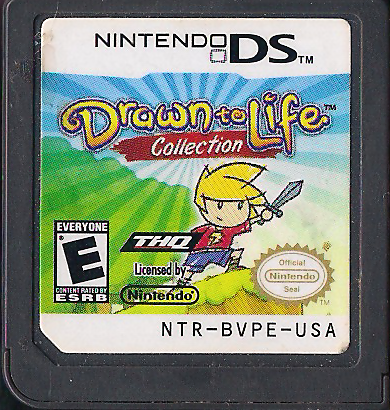 NINTENDO DS™
Drawn to Life™
Collection
EVERYONE
E
CONTENT RATED BY
ESRB
THQ
Licensed by
Nintendo
Official
Nintendo
Seal
TM
NTR-BVPE-USA